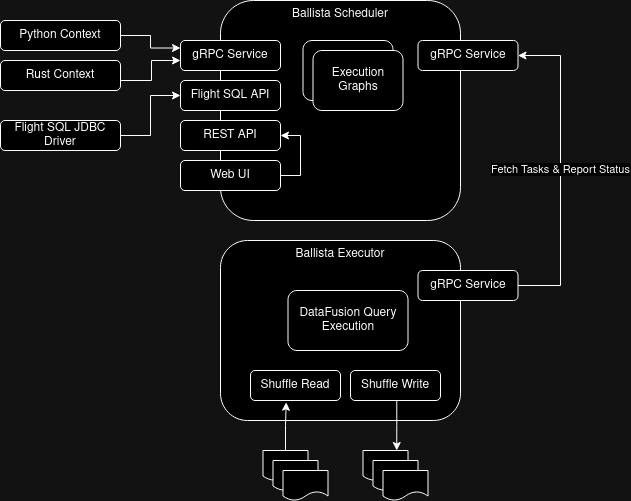 Ballista Scheduler
Python Context
gRPC Service
gRPC Service
Rust Context
Execution
Graphs
Flight SQL API
Flight SQL JDBC
Driver
REST API
Web UI
Fetch Tasks & Report Status
Ballista Executor
gRPC Service
DataFusion Query
Execution
Shuffle Read
Shuffle Write